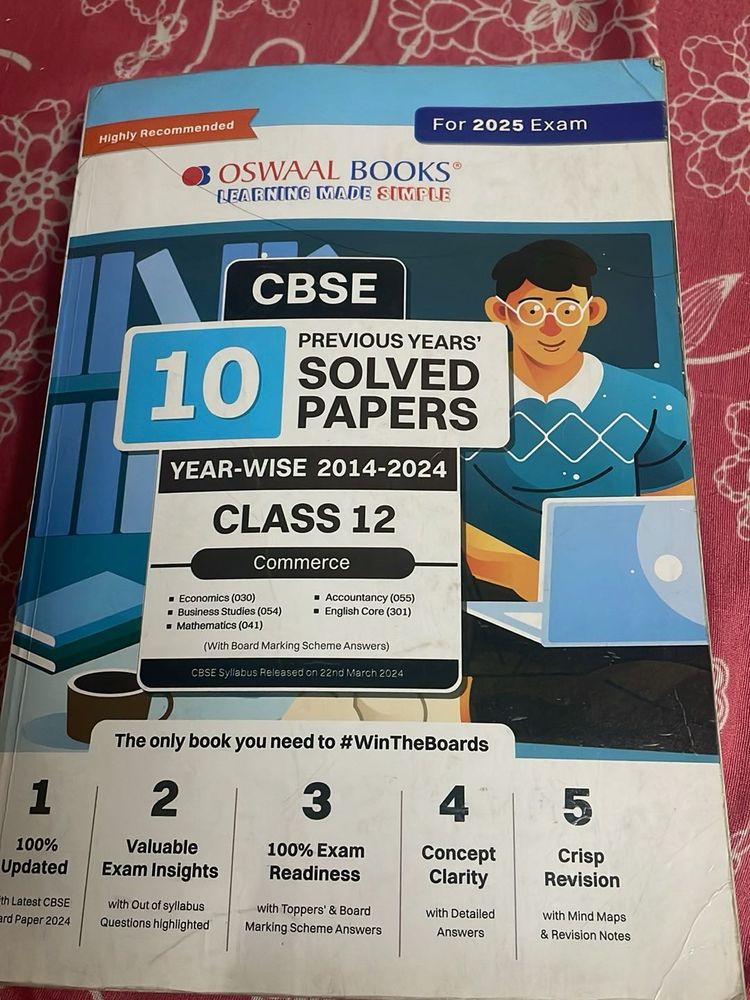 Highly Recommended
For 2025 Exam
OSWAAL BOOKS®
LEARNING MADE SIMPLE
CBSE
10
PREVIOUS YEARS'
SOLVED
PAPERS
YEAR-WISE 2014-2024
CLASS 12
Commerce
▪ Economics (030)
▪ Accountancy (055)
▪ Business Studies (054)
▪ English Core (301)
▪ Mathematics (041)
(With Board Marking Scheme Answers)
CBSE Syllabus Released on 22nd March 2024
The only book you need to #WinTheBoards
1
100%
Updated
Latest CBSE
Paper 2024
2
Valuable
Exam Insights
with Out of syllabus
Questions highlighted
3
100% Exam
Readiness
with Toppers' & Board
Marking Scheme Answers
4
Concept
Clarity
with Detailed
Answers
5
Crisp
Revision
with Mind Maps
& Revision Notes